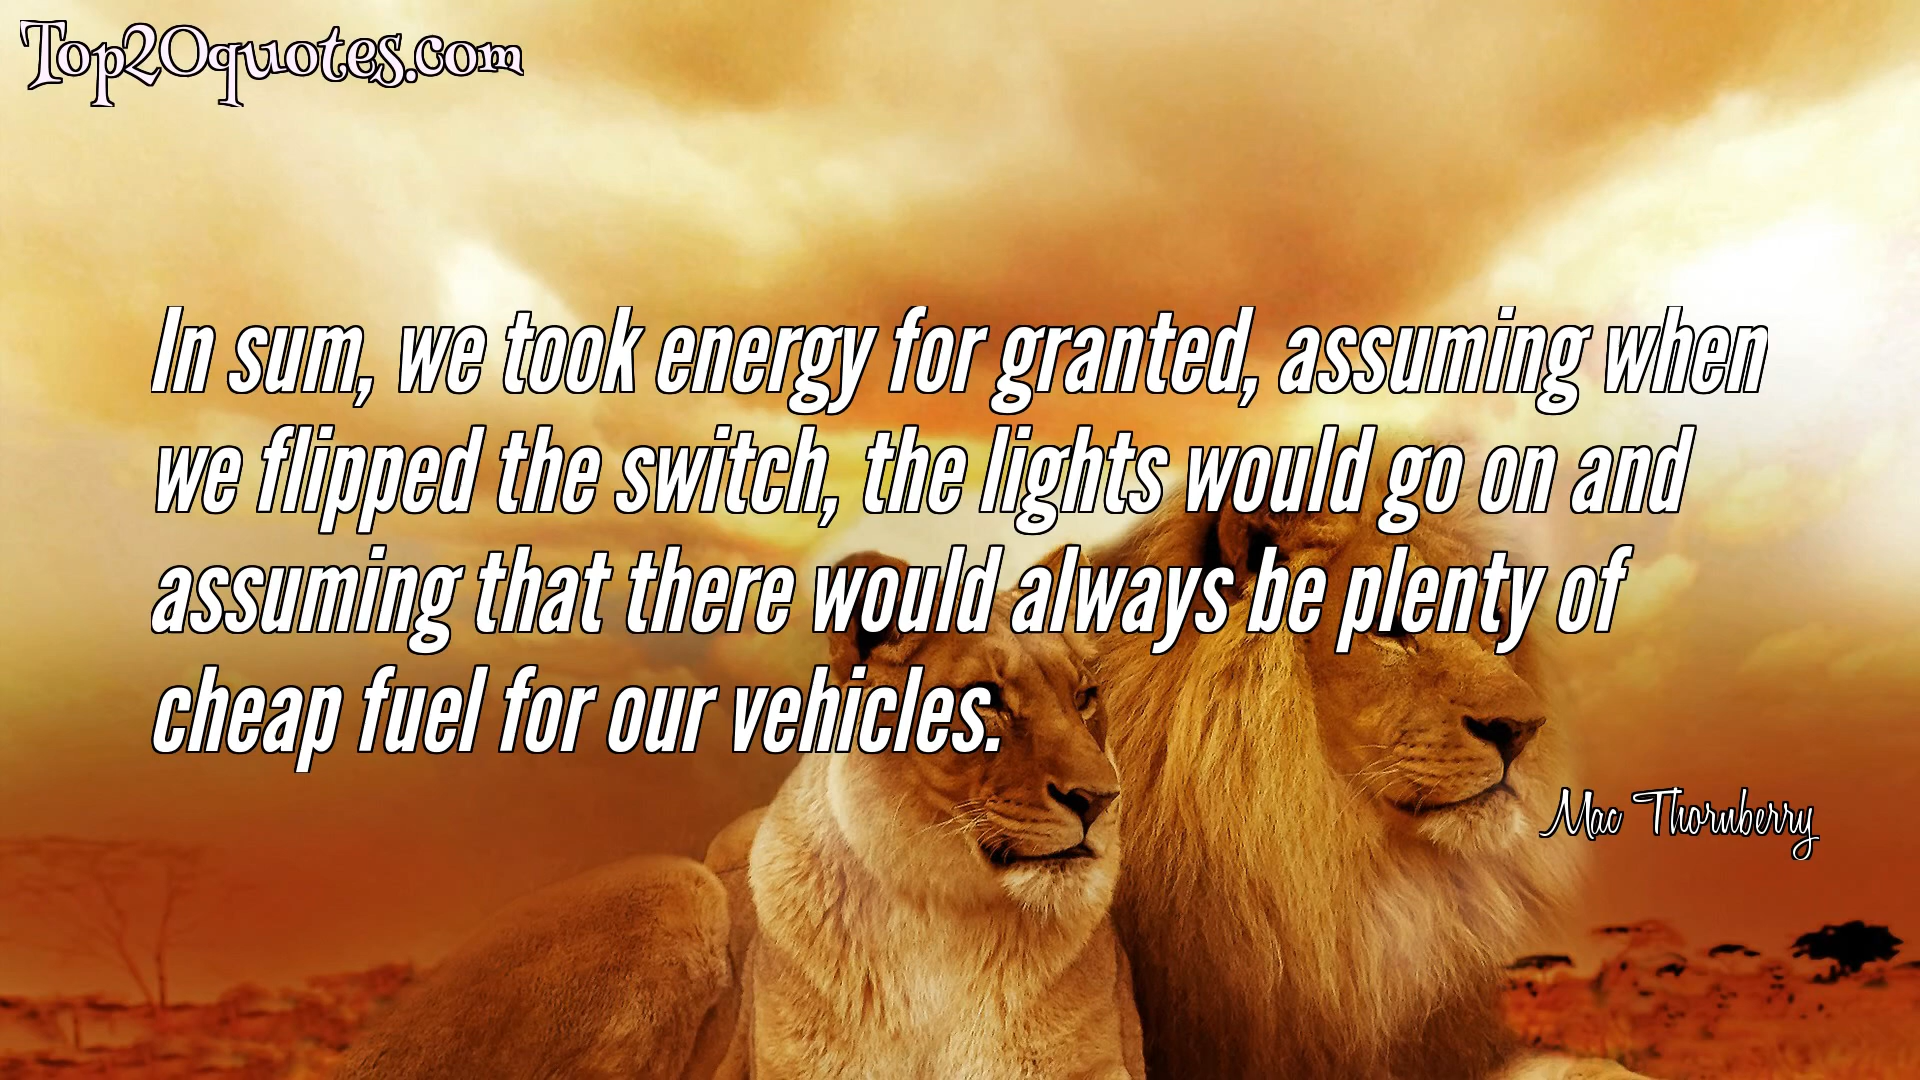 Top20quotes.com
In sum, we took energy for granted, assuming when
we flipped the switch, the lights would go on and
assuming that there would always be plenty of
cheap fuel for our vehicles.
Mac Thornberry